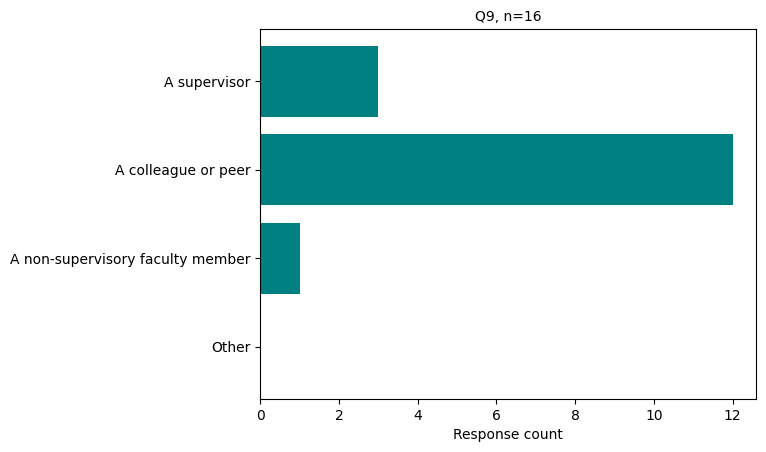 Q9, n=16
A supervisor
A colleague or peer
A non-supervisory faculty member
Other
0 2 4 6 8 10 12
Response count